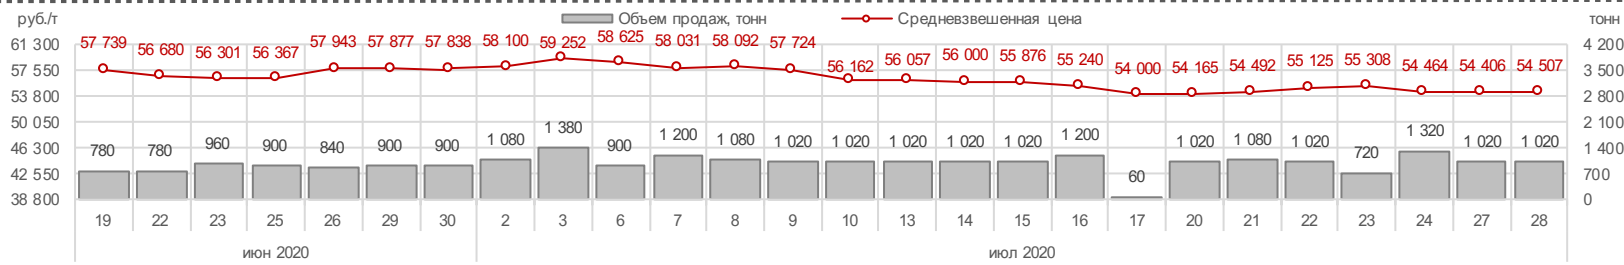 руб./т Объем продаж, тонн Средневзвешенная цена тонн
61 300 57 739 56 680 56 301 56 367 57 943 57 877 57 838 58 100 59 252 58 625 58 031 58 092 57 724 56 162 56 057 56 000 55 876 55 240 54 000 54 165 54 492 55 125 55 308 54 464 54 406 54 507 4 200
57 550 3 500
53 800 2 800
50 050 2 100
46 300 780 780 960 900 840 900 900 1 080 1 380 900 1 200 1 080 1 020 1 020 1 020 1 020 1 020 1 200 60 1 020 1 080 1 020 720 1 320 1 020 1 020 1 400
42 550 700
38 800 0
19 22 23 25 26 29 30 2 3 6 7 8 9 10 13 14 15 16 17 20 21 22 23 24 27 28
июн 2020 июл 2020